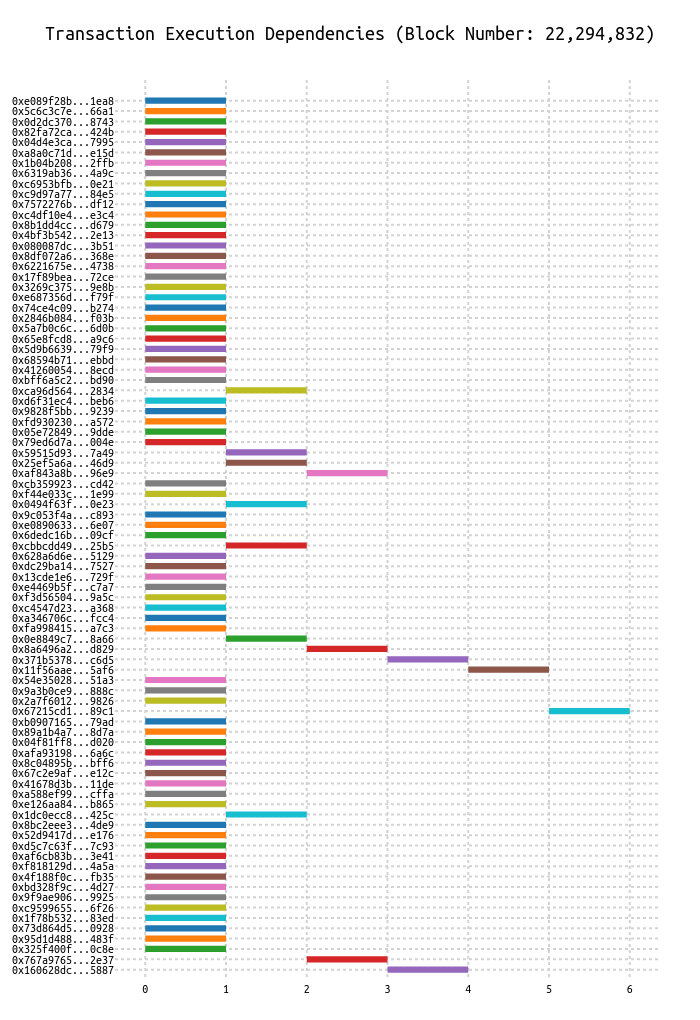 Transaction Execution Dependencies (Block Number: 22,294,832)
0xe089f28b...1ea8
0x5c6c3c7e...66a1
0x0d2dc370...8743
0x82fa72ca...424b
0x04d4e3ca...7995
0xa8a0c71d...e15d
0x1b04b208...2ffb
0x6319ab36...4a9c
0xc6953bfb...0e21
0xc9d97a77...84e5
0x7572276b...df12
0xc4df10e4...e3c4
0x8b1dd4cc...d679
0x4bf3b542...2e13
0x080087dc...3b51
0x8df072a6...368e
0x6221675e...4738
0x17f89bea...72ce
0x3269c375...9e8b
0xe687356d...f79f
0x74ce4c09...b274
0x2846b084...f03b
0x5a7b0c6c...6d0b
0x65e8fcd8...a9c6
0x5d9b6639...79f9
0x68594b71...ebbd
0x41260054...8ecd
0xbff6a5c2...bd90
0xca96d564...2834
0xd6f31ec4...beb6
0x9828f5bb...9239
0xfd930230...a572
0x05e72849...9dde
0x79ed6d7a...004e
0x59515d93...7a49
0x25ef5a6a...46d9
0xaf843a8b...96e9
0xcb359923...cd42
0xf44e033c...1e99
0x0494f63f...0e23
0x9c053f4a...c893
0xe0890633...6e07
0x6dedc16b...09cf
0xcbbcdd49...25b5
0x628a6d6e...5129
0xdc29ba14...7527
0x13cde1e6...729f
0xe4469b5f...c7a7
0xf3d56504...9a5c
0xc4547d23...a368
0xa346706c...fcc4
0xfa998415...a7c3
0x0e8849c7...8a66
0x8a6496a2...d829
0x371b5378...c6d5
0x11f56aae...5af6
0x54e35028...51a3
0x9a3b0ce9...888c
0x2a7f6012...9826
0x67215cd1...89c1
0xb0907165...79ad
0x89a1b4a7...8d7a
0x04f81ff8...d020
0xafa93198...6a6c
0x8c04895b...bff6
0x67c2e9af...e12c
0x41678d3b...11de
0xa588ef99...cffa
0xe126aa84...b865
0x1dc0ecc8...425c
0x8bc2eee3...4de9
0x52d9417d...e176
0xd5c7c63f...7c93
0xaf6cb83b...3e41
0xf818129d...4a5a
0x4f188f0c...fb35
0xbd328f9c...4d27
0x9f9ae906...9925
0xc9599655...6f26
0x1f78b532...83ed
0x73d864d5...0928
0x95d1d488...483f
0x325f400f...0c8e
0x767a9765...2e37
0x160628dc...5887
0 1 2 3 4 5 6